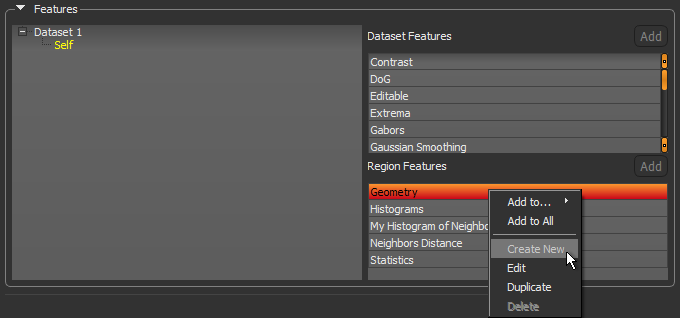 Features
Dataset 1
Self
Dataset Features
Add
Contrast
DoG
Editable
Extrema
Gabors
Gaussian Smoothing
Region Features
Add
Geometry
Histograms
My Histogram of Neighbo
Neighbors Distance
Statistics
Add to...
Add to All
Create New
Edit
Duplicate
Delete